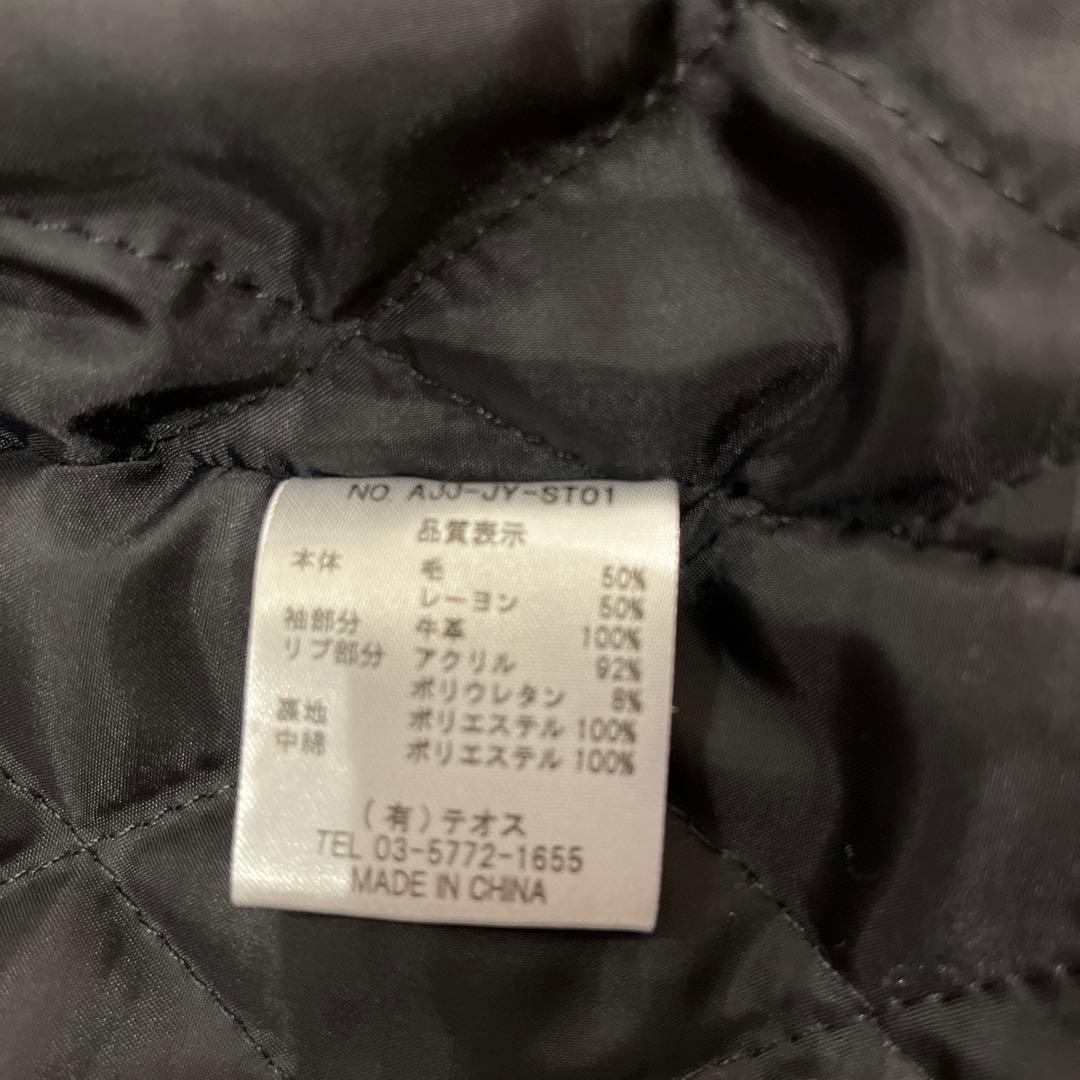 NO AJJ-JY-ST01
品質表示
本体 毛 50%
レーヨン 50%
袖部分 牛革 100%
リブ部分 アクリル 92%
ポリウレタン 8%
裏地 ポリエステル 100%
中綿 ポリエステル 100%
(有)テオス
TEL 03-5772-1655
MADE IN CHINA